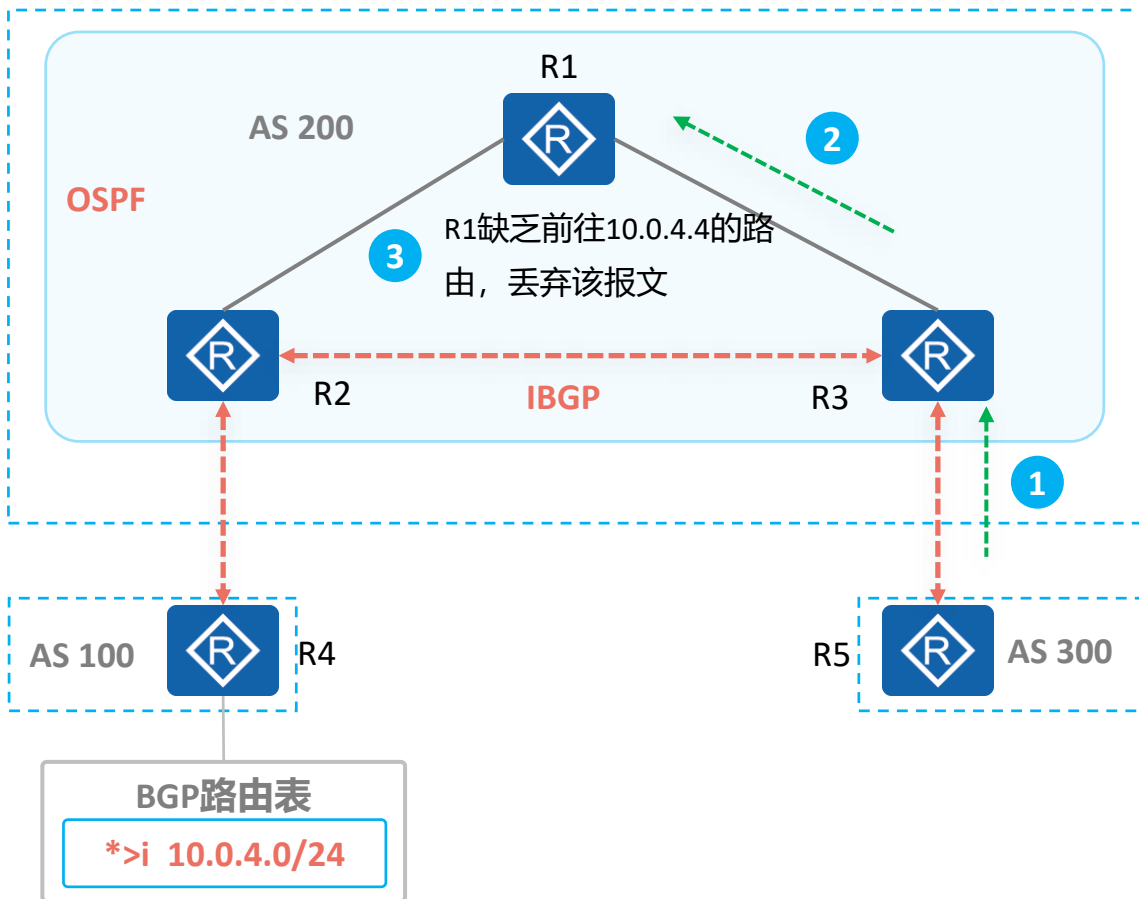 R1
AS 200
2
OSPF
R1缺乏前往10.0.4.4的路
由，丢弃该报文
3
R
R
R
R2
IBGP
R3
1
AS 100
R
R4
R5
R
AS 300
BGP路由表
*>i 10.0.4.0/24